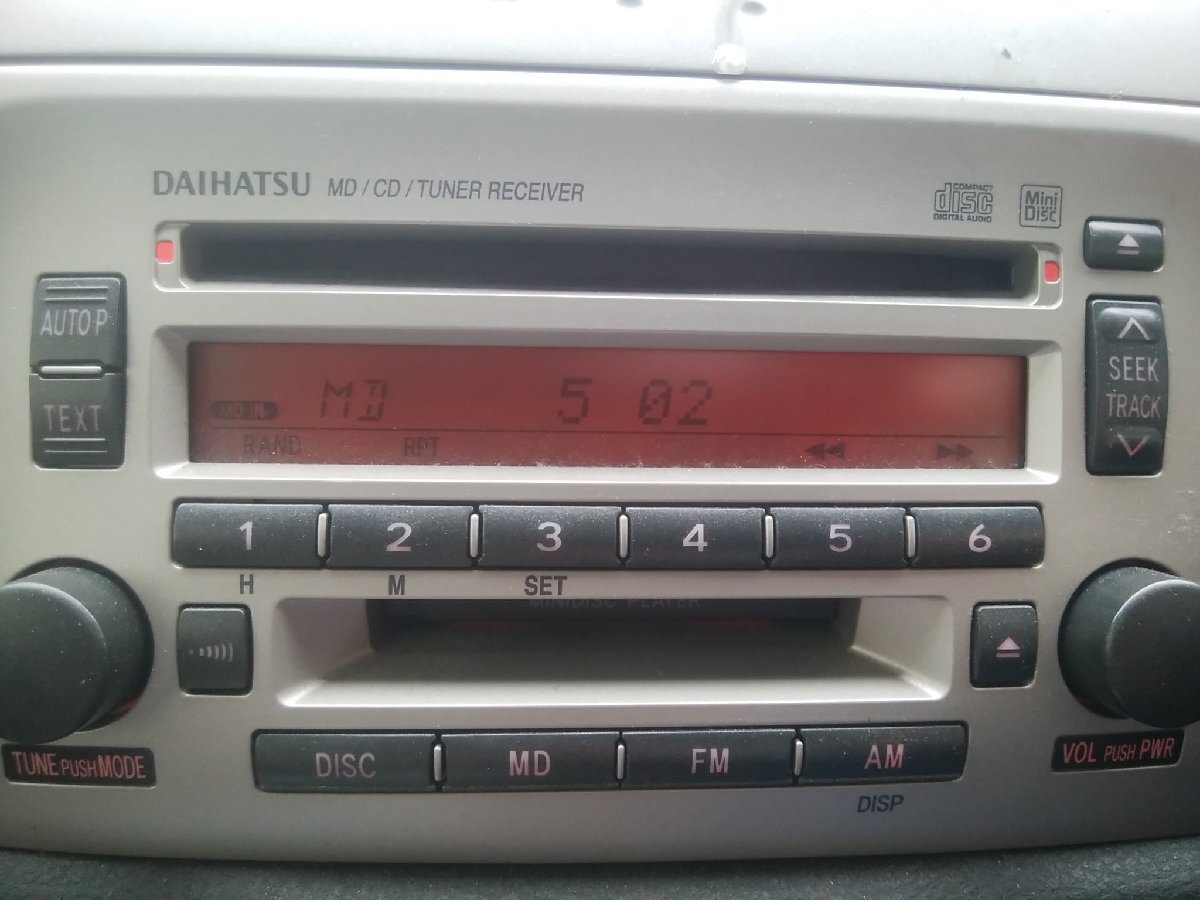 DAIHATSU MD / CD / TUNER RECEIVER
COMPACT
disc
DIGITAL AUDIO
Mini
Disc
AUTO P
TEXT
SEEK
TRACK
MD IN MD 5 02
RAND RPT
1 2 3 4 5 6
H M SET
MINIDISC PLAYER
TUNE PUSH MODE
VOL PUSH PWR
DISC MD FM AM
DISP